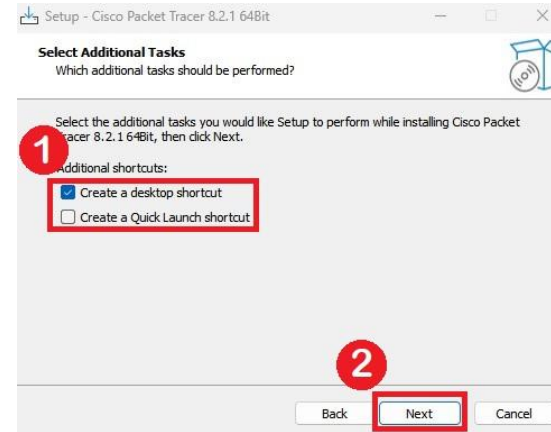 Setup - Cisco Packet Tracer 8.2.1 64Bit
Select Additional Tasks
Which additional tasks should be performed?
Select the additional tasks you would like Setup to perform while installing Cisco Packet
Tracer 8.2.1 64Bit, then click Next.
1
Additional shortcuts:
Create a desktop shortcut
Create a Quick Launch shortcut
2
Back Next Cancel